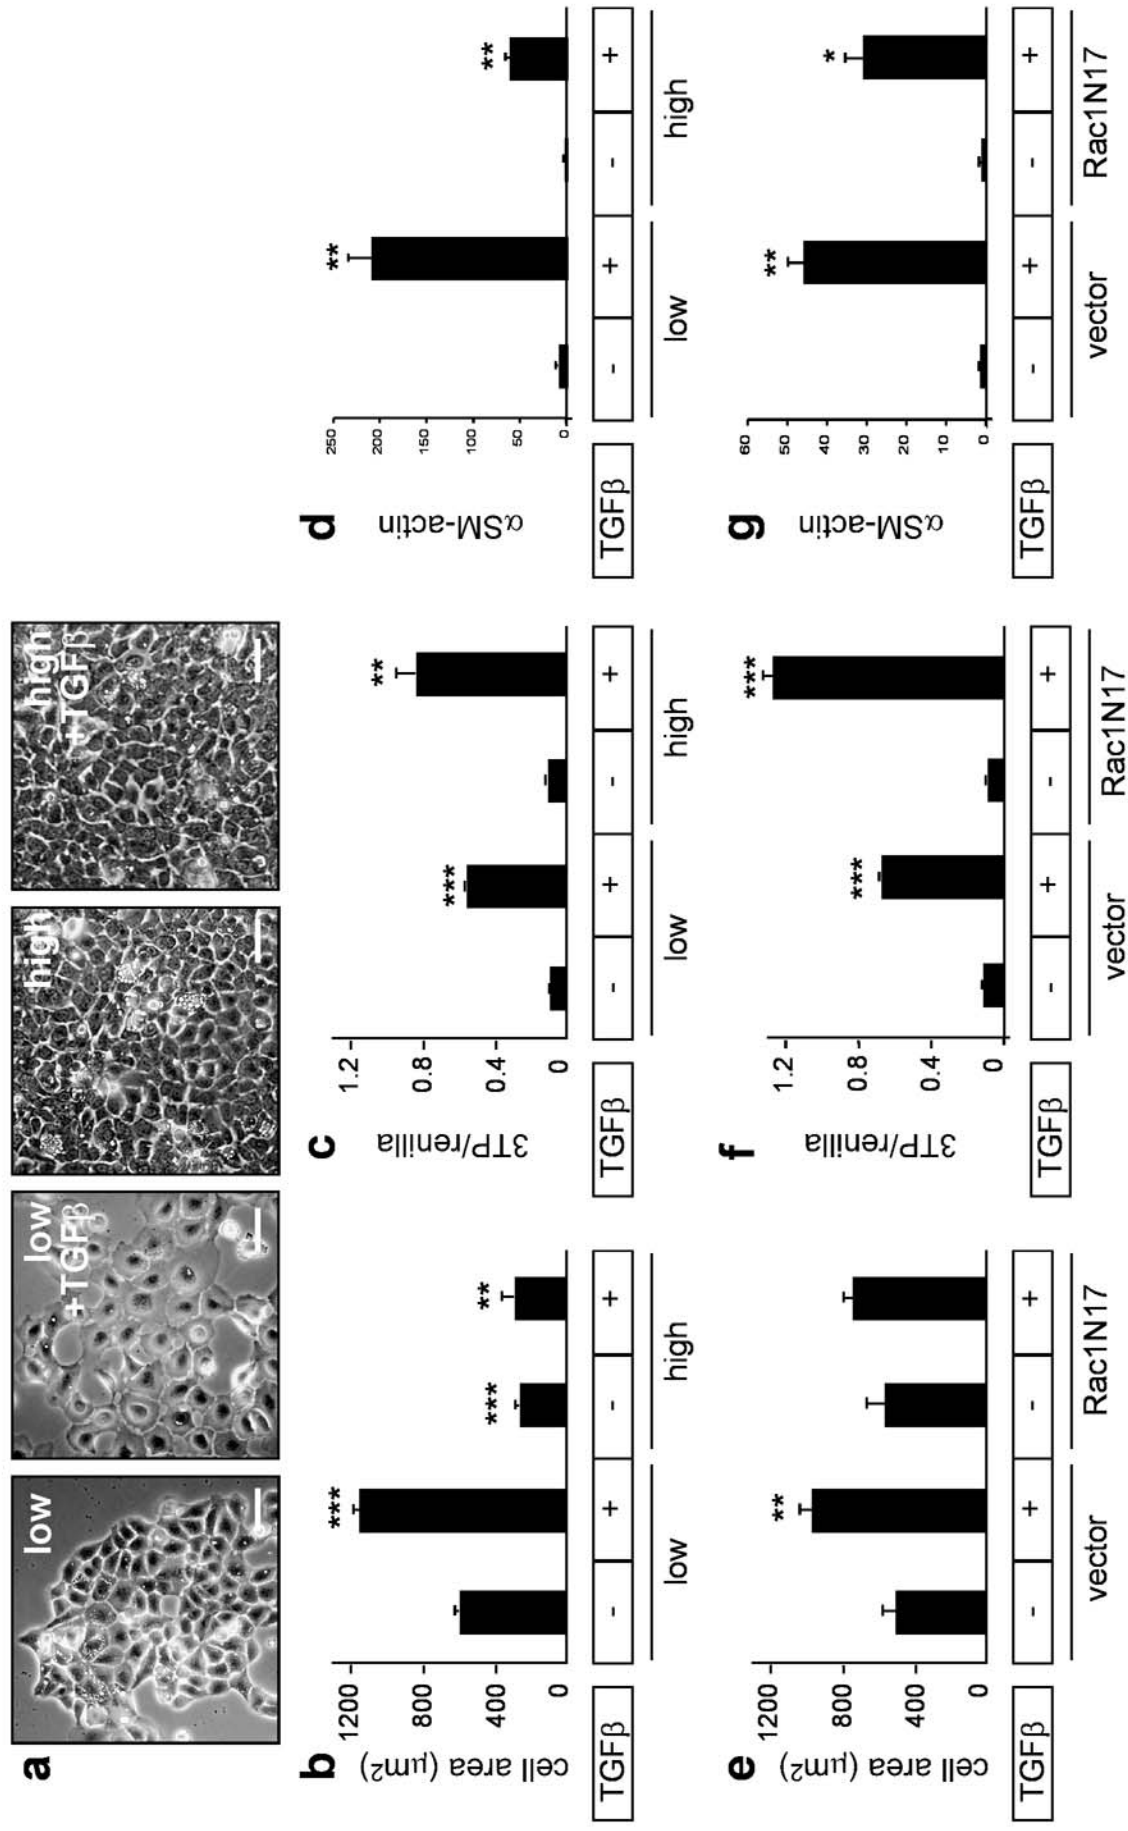 a
low
low
+TGFβ
high
high
+TGFβ
b
cell area (μm²)
1200
800
400
0
***
***
**
TGFβ
- + - +
low high
c
3TP/renilla
1.2
0.8
0.4
0
***
**
TGFβ
- + - +
low high
d
αSM-actin
250
200
150
100
50
0
**
**
TGFβ
- + - +
low high
e
cell area (μm²)
1200
800
400
0
**
TGFβ
- + - +
vector Rac1N17
f
3TP/renilla
1.2
0.8
0.4
0
***
***
TGFβ
- + - +
vector Rac1N17
g
αSM-actin
60
50
40
30
20
10
0
**
*
TGFβ
- + - +
vector Rac1N17